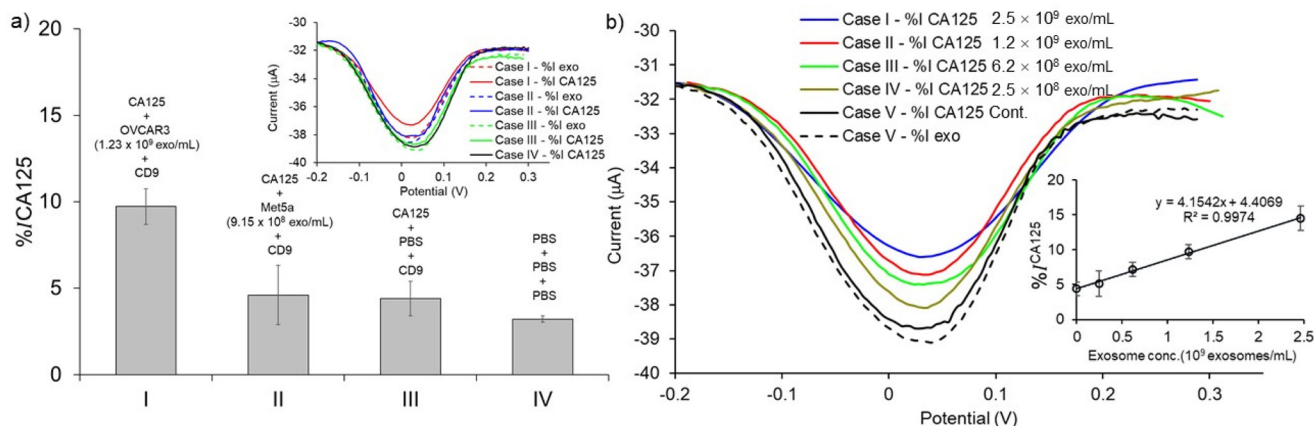 a)
%ICA125
20
15
10
5
0
CA125
+
OVCAR3
(1.23 x 10⁹ exo/mL)
+
CD9
CA125
+
Met5a
(9.15 x 10⁸ exo/mL)
+
CD9
CA125
+
PBS
+
CD9
PBS
+
PBS
+
PBS
I II III IV
Current (µA)
-30
-32
-34
-36
-38
-40
-0.2 -0.1 0 0.1 0.2 0.3
Potential (V)
Case I - %I exo
Case I - %I CA125
Case II - %I exo
Case II - %I CA125
Case III - %I exo
Case III - %I CA125
Case IV - %I CA125
b)
Case I - %I CA125 2.5 × 10⁹ exo/mL
Case II - %I CA125 1.2 × 10⁹ exo/mL
Case III - %I CA125 6.2 × 10⁸ exo/mL
Case IV - %I CA125 2.5 × 10⁸ exo/mL
Case V - %I CA125 Cont.
Case V - %I exo
Current (µA)
-30
-31
-32
-33
-34
-35
-36
-37
-38
-39
-40
-0.2 -0.1 0 0.1 0.2 0.3
Potential (V)
%I^CA125
20
15
10
5
0
y = 4.1542x + 4.4069
R² = 0.9974
0 0.5 1 1.5 2 2.5
Exosome conc.(10⁹ exosomes/mL)